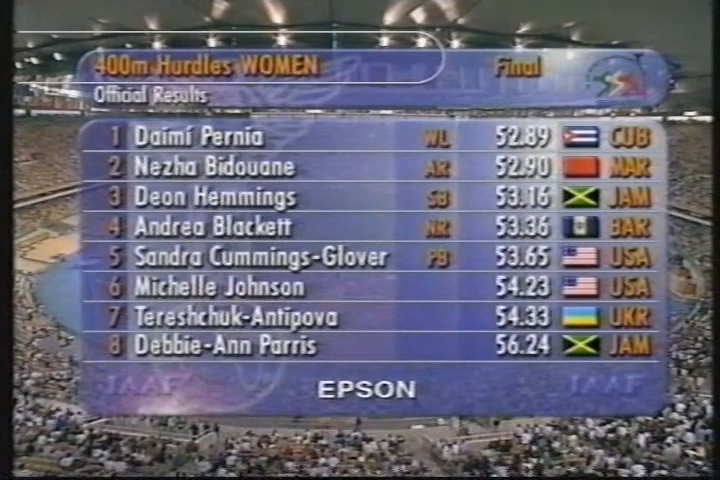 400m Hurdles WOMEN Final
Official Results
1 Daimí Pernia WL 52.89 CUB
2 Nezha Bidouane AR 52.90 MAR
3 Deon Hemmings SB 53.16 JAM
4 Andrea Blackett NR 53.36 BAR
5 Sandra Cummings-Glover PB 53.65 USA
6 Michelle Johnson 54.23 USA
7 Tereshchuk-Antipova 54.33 UKR
8 Debbie-Ann Parris 56.24 JAM
IAAF EPSON IAAF